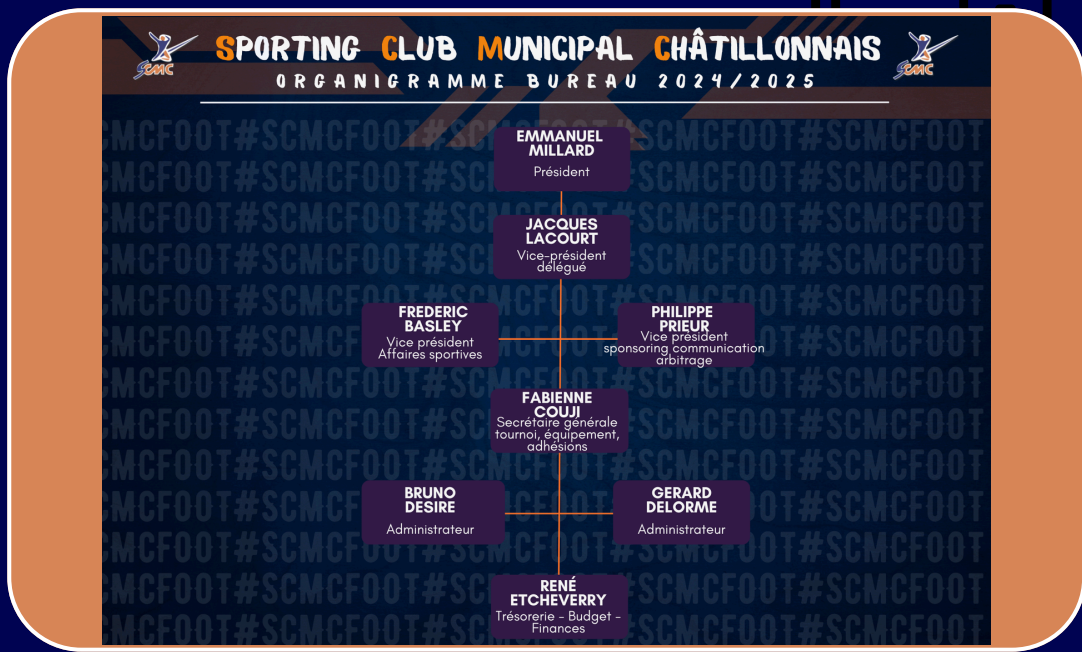 SPORTING CLUB MUNICIPAL CHÂTILLONNAIS
ORGANIGRAMME BUREAU 2024/2025
SCMC
SCMC
EMMANUEL
MILLARD
Président
JACQUES
LACOURT
Vice-président
délégué
FREDERIC
BASLEY
Vice président
Affaires sportives
PHILIPPE
PRIEUR
Vice président
sponsoring communication
arbitrage
FABIENNE
COUJI
Secrétaire générale
tournoi, équipement,
adhésions
BRUNO
DESIRE
Administrateur
GERARD
DELORME
Administrateur
RENÉ
ETCHEVERRY
Trésorerie - Budget -
Finances